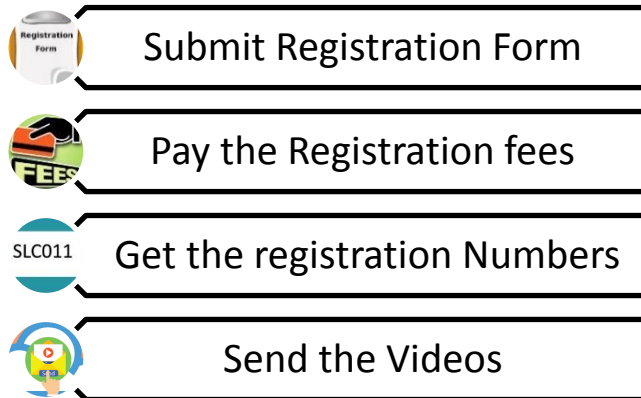 Registration
Form
Submit Registration Form
FEES
Pay the Registration fees
SLC011
Get the registration Numbers
Send the Videos